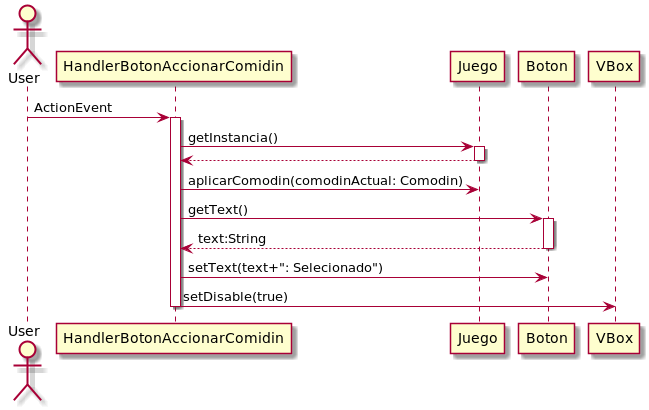 User
HandlerBotonAccionarComidin
Juego
Boton
VBox
ActionEvent
getInstancia()
aplicarComodin(comodinActual: Comodin)
getText()
text:String
setText(text+": Selecionado")
setDisable(true)
User
HandlerBotonAccionarComidin
Juego
Boton
VBox